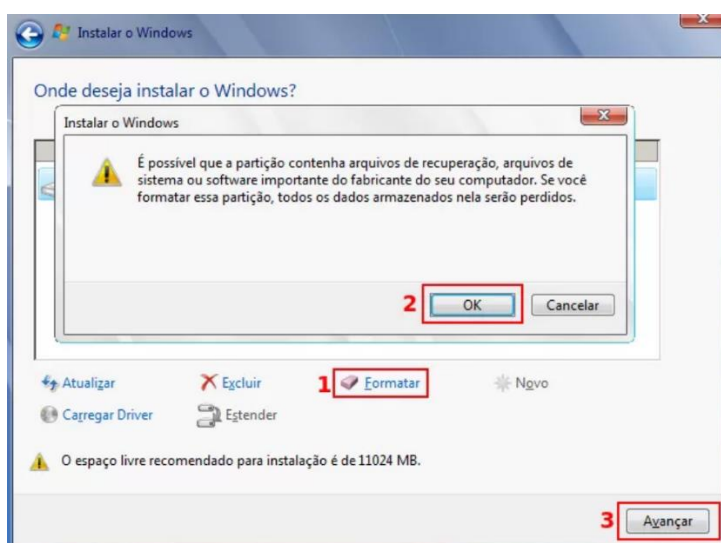 Instalar o Windows
Onde deseja instalar o Windows?
Instalar o Windows
É possível que a partição contenha arquivos de recuperação, arquivos de
sistema ou software importante do fabricante do seu computador. Se você
formatar essa partição, todos os dados armazenados nela serão perdidos.
2 OK Cancelar
Atualizar Excluir 1 Formatar Novo
Carregar Driver Estender
O espaço livre recomendado para instalação é de 11024 MB.
3 Avançar